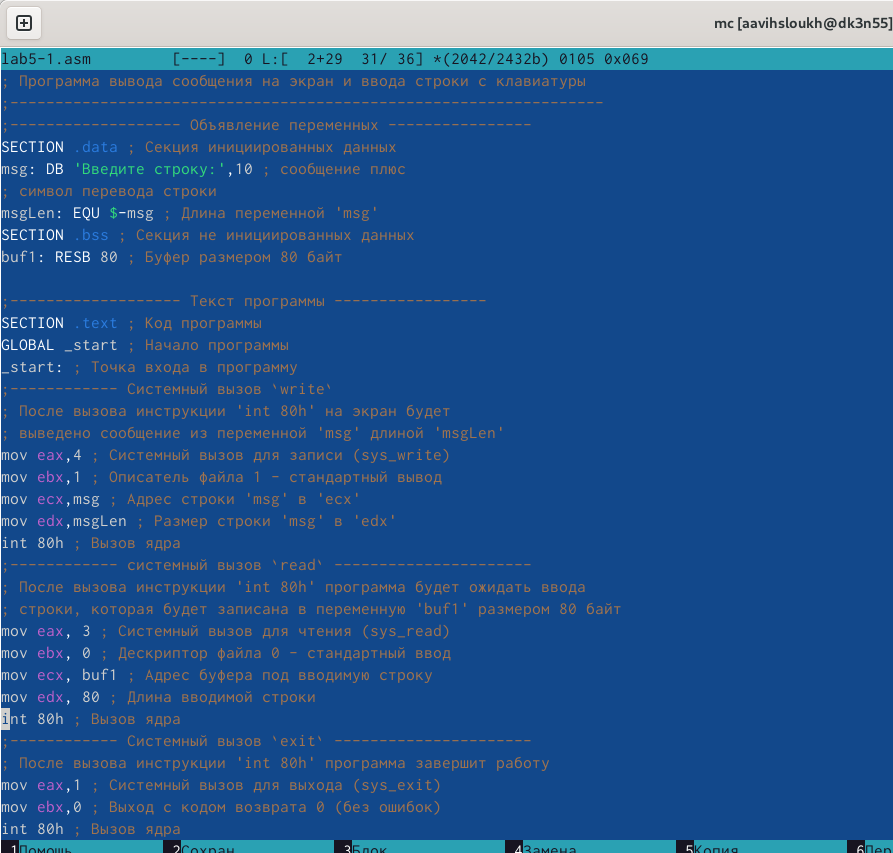 mc [aavihsloukh@dk3n55]
lab5-1.asm         [----]  0 L:[  2+29  31/ 36] *(2042/2432b) 0105 0x069
; Программа вывода сообщения на экран и ввода строки с клавиатуры
;------------------------------------------------------------------
;------------------- Объявление переменных ----------------
SECTION .data ; Секция инициированных данных
msg: DB 'Введите строку:',10 ; сообщение плюс
; символ перевода строки
msgLen: EQU $-msg ; Длина переменной 'msg'
SECTION .bss ; Секция не инициированных данных
buf1: RESB 80 ; Буфер размером 80 байт
;------------------- Текст программы -----------------
SECTION .text ; Код программы
GLOBAL _start ; Начало программы
_start: ; Точка входа в программу
;------------ Системный вызов `write`
; После вызова инструкции 'int 80h' на экран будет
; выведено сообщение из переменной 'msg' длиной 'msgLen'
mov eax,4 ; Системный вызов для записи (sys_write)
mov ebx,1 ; Описатель файла 1 - стандартный вывод
mov ecx,msg ; Адрес строки 'msg' в 'ecx'
mov edx,msgLen ; Размер строки 'msg' в 'edx'
int 80h ; Вызов ядра
;------------ системный вызов `read` ----------------------
; После вызова инструкции 'int 80h' программа будет ожидать ввода
; строки, которая будет записана в переменную 'buf1' размером 80 байт
mov eax, 3 ; Системный вызов для чтения (sys_read)
mov ebx, 0 ; Дескриптор файла 0 - стандартный ввод
mov ecx, buf1 ; Адрес буфера под вводимую строку
mov edx, 80 ; Длина вводимой строки
int 80h ; Вызов ядра
;------------ Системный вызов `exit` ----------------------
; После вызова инструкции 'int 80h' программа завершит работу
mov eax,1 ; Системный вызов для выхода (sys_exit)
mov ebx,0 ; Выход с кодом возврата 0 (без ошибок)
int 80h ; Вызов ядра
1Помощь 2Сохран 3Блок 4Замена 5Копия 6Пер